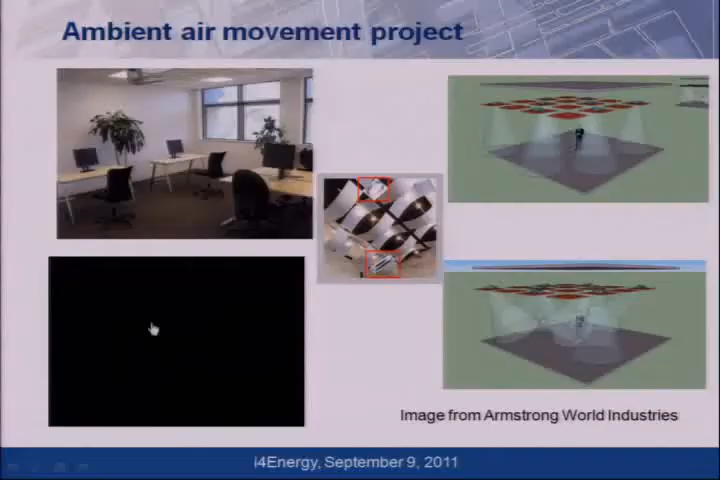 Ambient air movement project
Image from Armstrong World Industries
i4Energy, September 9, 2011